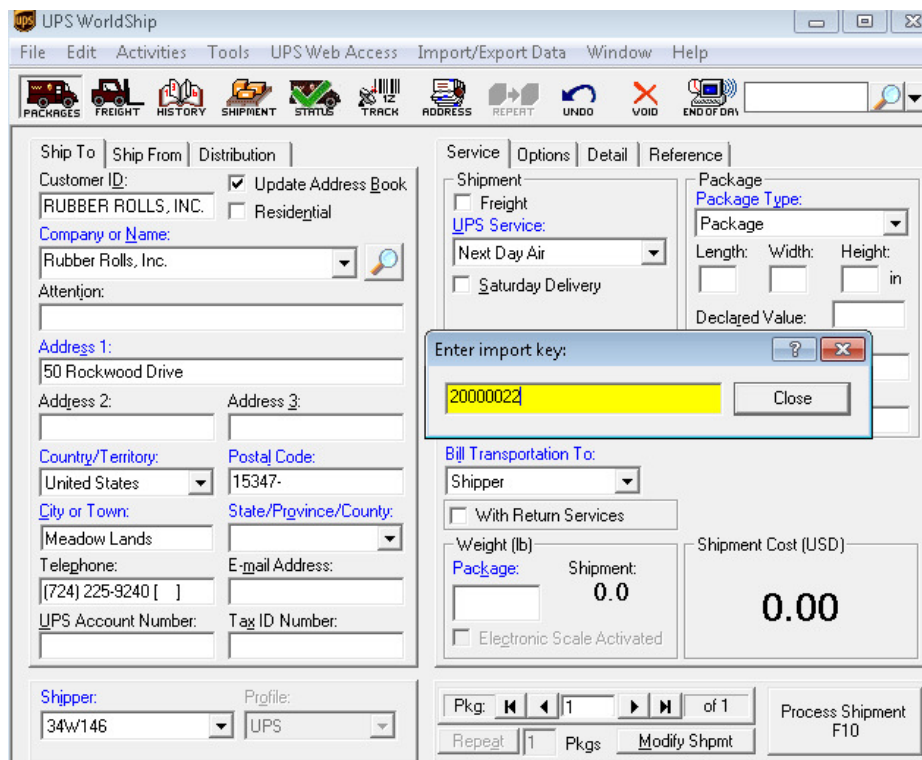 ups UPS WorldShip
File Edit Activities Tools UPS Web Access Import/Export Data Window Help
PACKAGES FREIGHT HISTORY SHIPMENT STATUS TRACK ADDRESS REPEAT UNDO VOID END OF DAY
Ship To Ship From Distribution
Customer ID: Update Address Book
RUBBER ROLLS, INC. Residential
Company or Name:
Rubber Rolls, Inc.
Attention:
Address 1:
50 Rockwood Drive
Address 2: Address 3:
Country/Territory: Postal Code:
United States 15347-
City or Town: State/Province/County:
Meadow Lands
Telephone: E-mail Address:
(724) 225-9240 [ ]
UPS Account Number: Tax ID Number:
Shipper: Profile:
34W146 UPS
Service Options Detail Reference
Shipment
Freight
UPS Service:
Next Day Air
Saturday Delivery
Package
Package Type:
Package
Length: Width: Height:
in
Declared Value:
Enter import key:
20000022 Close
Bill Transportation To:
Shipper
With Return Services
Weight (lb)
Package: Shipment:
0.0
Electronic Scale Activated
Shipment Cost (USD)
0.00
Pkg: 1 of 1
Repeat 1 Pkgs Modify Shpmt
Process Shipment
F10